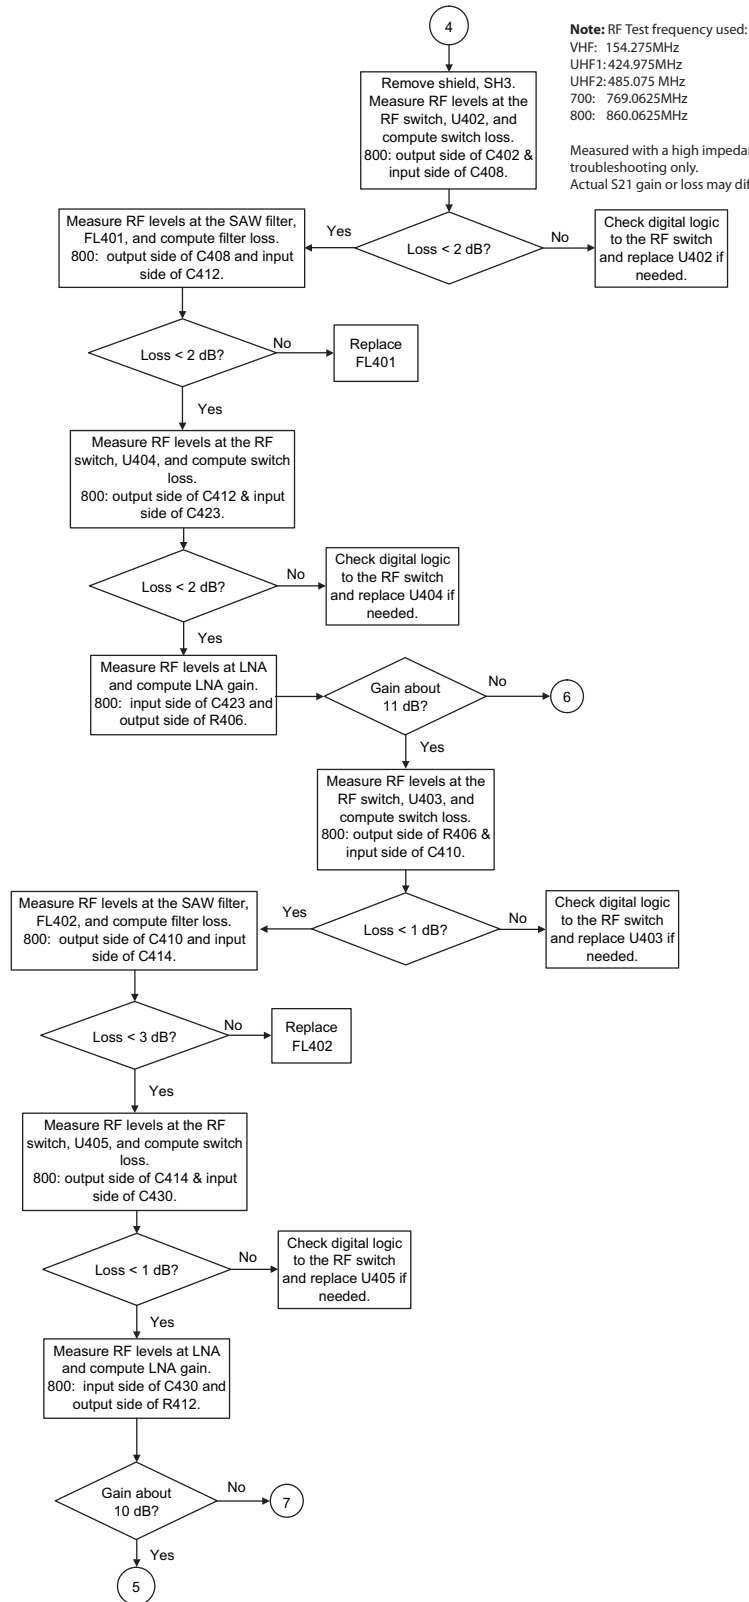 4
Note: RF Test frequency used:
VHF: 154.275MHz
UHF1: 424.975MHz
UHF2: 485.075 MHz
700: 769.0625MHz
800: 860.0625MHz
Measured with a high impedan
troubleshooting only.
Actual S21 gain or loss may dif
Remove shield, SH3.
Measure RF levels at the
RF switch, U402, and
compute switch loss.
800: output side of C402 &
input side of C408.
Loss < 2 dB?
No
Check digital logic
to the RF switch
and replace U402 if
needed.
Yes
Measure RF levels at the SAW filter,
FL401, and compute filter loss.
800: output side of C408 and input
side of C412.
Loss < 2 dB?
No
Replace
FL401
Yes
Measure RF levels at the RF
switch, U404, and compute switch
loss.
800: output side of C412 & input
side of C423.
Loss < 2 dB?
No
Check digital logic
to the RF switch
and replace U404 if
needed.
Yes
Measure RF levels at LNA
and compute LNA gain.
800: input side of C423 and
output side of R406.
Gain about
11 dB?
No
6
Yes
Measure RF levels at the
RF switch, U403, and
compute switch loss.
800: output side of R406 &
input side of C410.
Loss < 1 dB?
No
Check digital logic
to the RF switch
and replace U403 if
needed.
Yes
Measure RF levels at the SAW filter,
FL402, and compute filter loss.
800: output side of C410 and input
side of C414.
Loss < 3 dB?
No
Replace
FL402
Yes
Measure RF levels at the RF
switch, U405, and compute switch
loss.
800: output side of C414 & input
side of C430.
Loss < 1 dB?
No
Check digital logic
to the RF switch
and replace U405 if
needed.
Yes
Measure RF levels at LNA
and compute LNA gain.
800: input side of C430 and
output side of R412.
Gain about
10 dB?
No
7
Yes
5